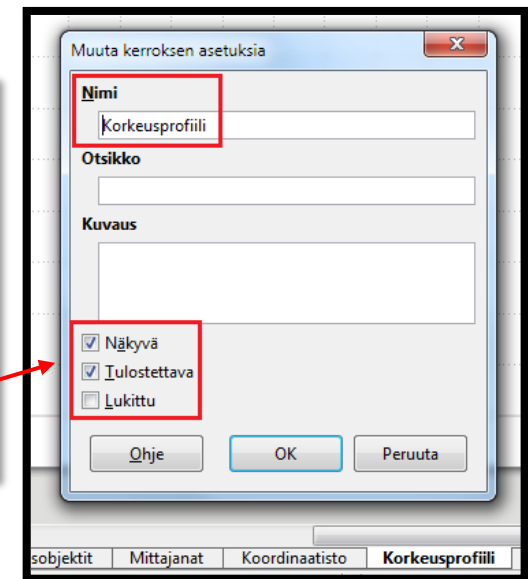 Muuta kerroksen asetuksia
Nimi
Korkeusprofiili
Otsikko
Kuvaus
Näkyvä
Tulostettava
Lukittu
Ohje OK Peruuta
sobjektit Mittajanat Koordinaatisto Korkeusprofiili